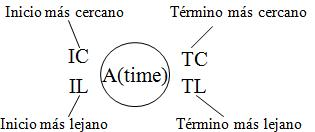 Inicio más cercano
Término más cercano
IC
TC
A(time)
IL
TL
Inicio más lejano
Término más lejano